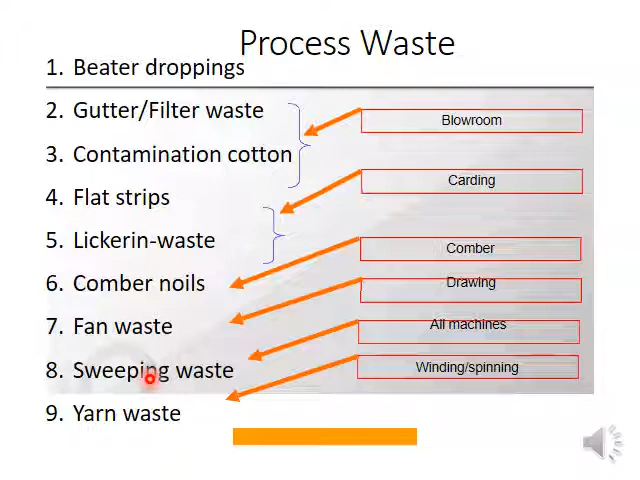 Process Waste
1. Beater droppings
2. Gutter/Filter waste
3. Contamination cotton
4. Flat strips
5. Lickerin-waste
6. Comber noils
7. Fan waste
8. Sweeping waste
9. Yarn waste
Blowroom
Carding
Comber
Drawing
All machines
Winding/spinning